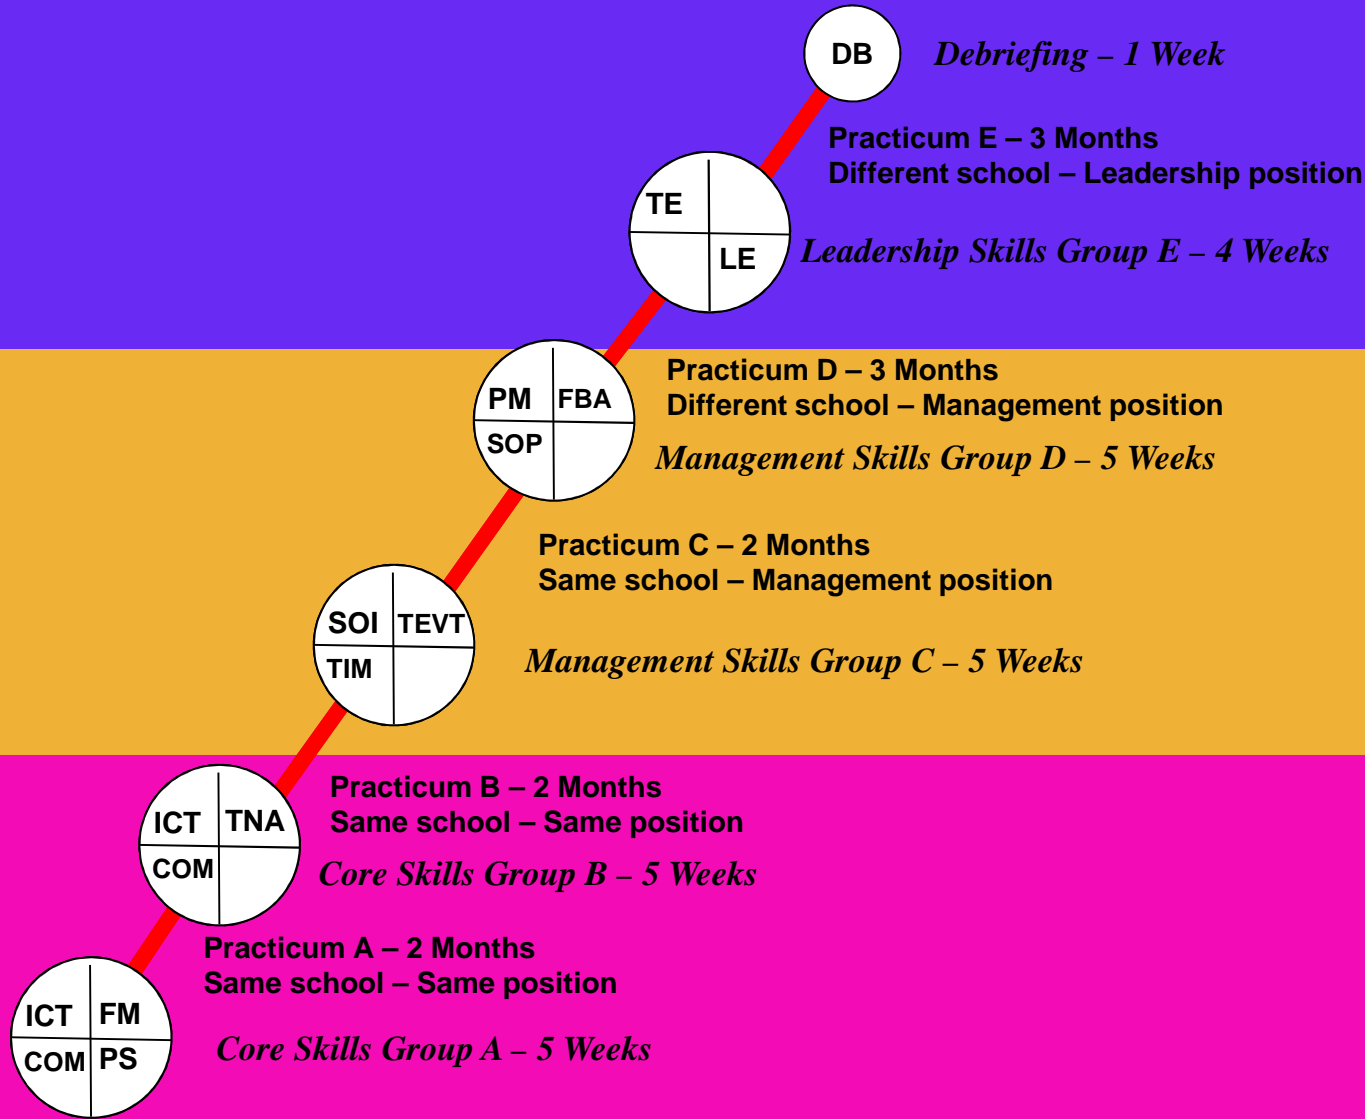 DB
Debriefing – 1 Week
Practicum E – 3 Months
Different school – Leadership position
TE
LE
Leadership Skills Group E – 4 Weeks
Practicum D – 3 Months
Different school – Management position
PM FBA
SOP
Management Skills Group D – 5 Weeks
Practicum C – 2 Months
Same school – Management position
SOI TEVT
TIM
Management Skills Group C – 5 Weeks
Practicum B – 2 Months
Same school – Same position
ICT TNA
COM
Core Skills Group B – 5 Weeks
Practicum A – 2 Months
Same school – Same position
ICT FM
COM PS
Core Skills Group A – 5 Weeks